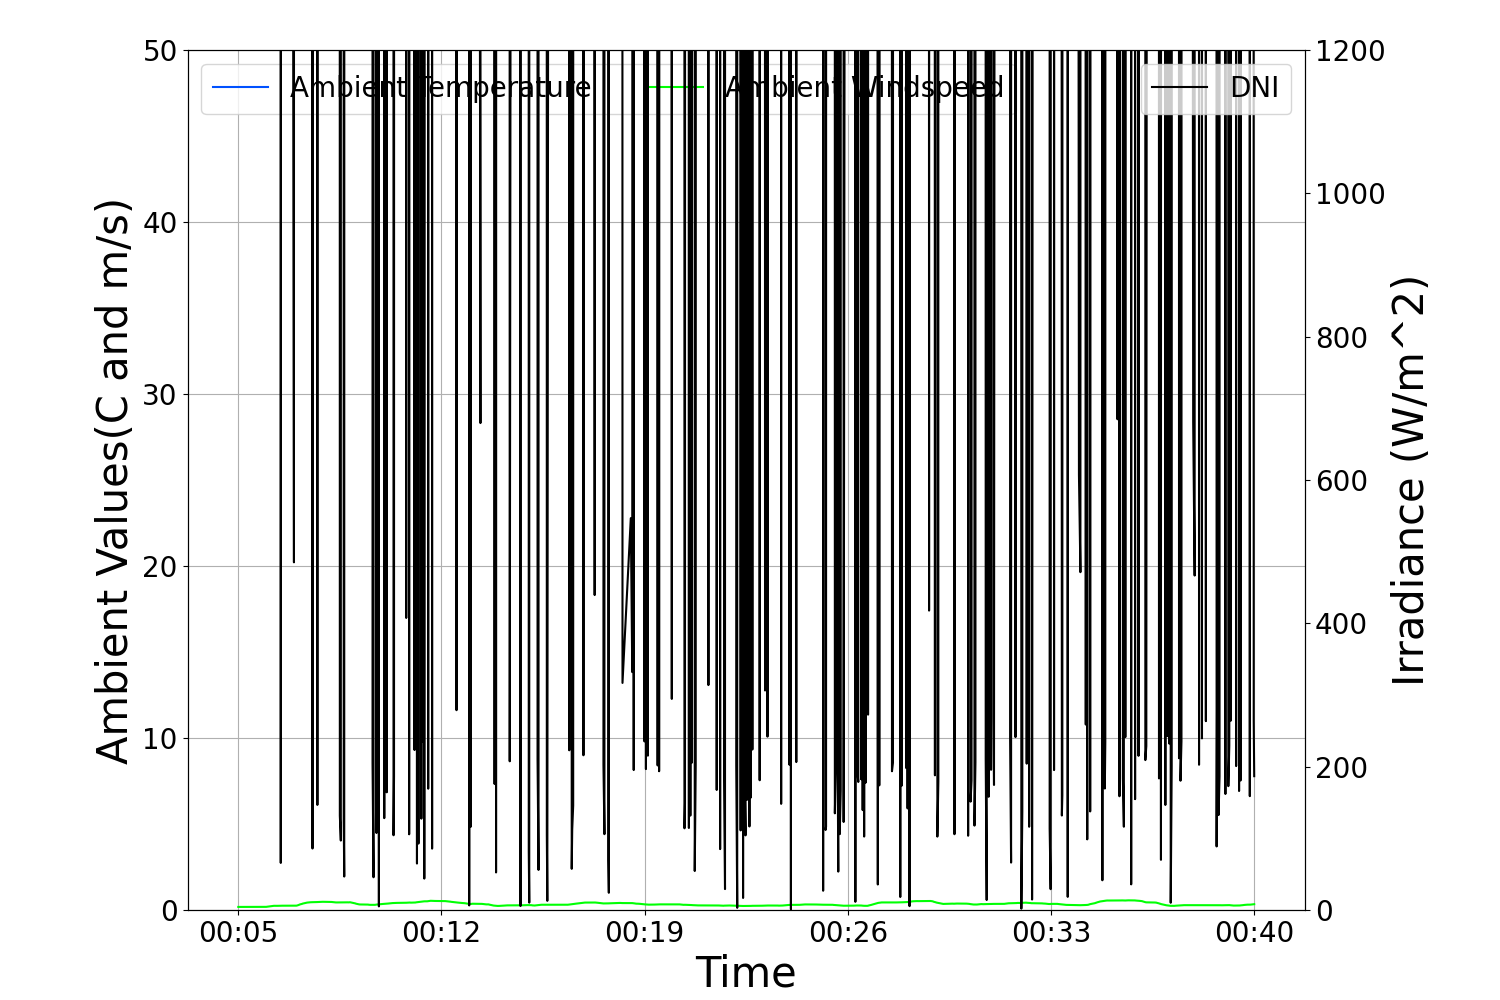 Ambient Temperature Ambient Windspeed DNI
Ambient Values(C and m/s)
50
40
30
20
10
0
1200
1000
800
600
400
200
0
Irradiance (W/m^2)
00:05 00:12 00:19 00:26 00:33 00:40
Time